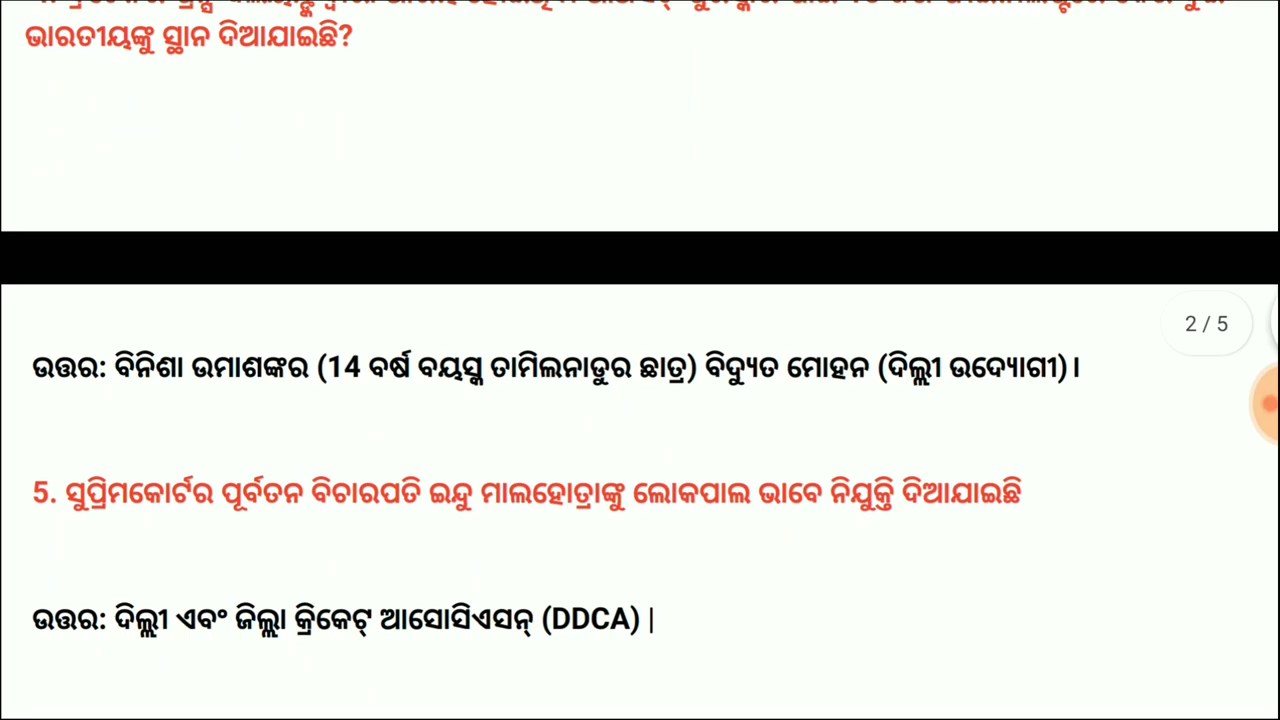 ଭାରତୀୟଙ୍କୁ ସ୍ଥାନ ଦିଆଯାଇଛି?
2 / 5
ଉତ୍ତର: ବିନିଶା ଉମାଶଙ୍କର (14 ବର୍ଷ ବୟସ୍କ ତାମିଲନାଡୁର ଛାତ୍ର) ବିଦ୍ୟୁତ ମୋହନ (ଦିଲ୍ଲୀ ଉଦ୍ୟୋଗୀ)।
5. ସୁପ୍ରିମକୋର୍ଟର ପୂର୍ବତନ ବିଚାରପତି ଇନ୍ଦୁ ମାଲହୋତ୍ରାଙ୍କୁ ଲୋକପାଲ ଭାବେ ନିଯୁକ୍ତି ଦିଆଯାଇଛି
ଉତ୍ତର: ଦିଲ୍ଲୀ ଏବଂ ଜିଲ୍ଲା କ୍ରିକେଟ୍ ଆସୋସିଏସନ୍ (DDCA) |